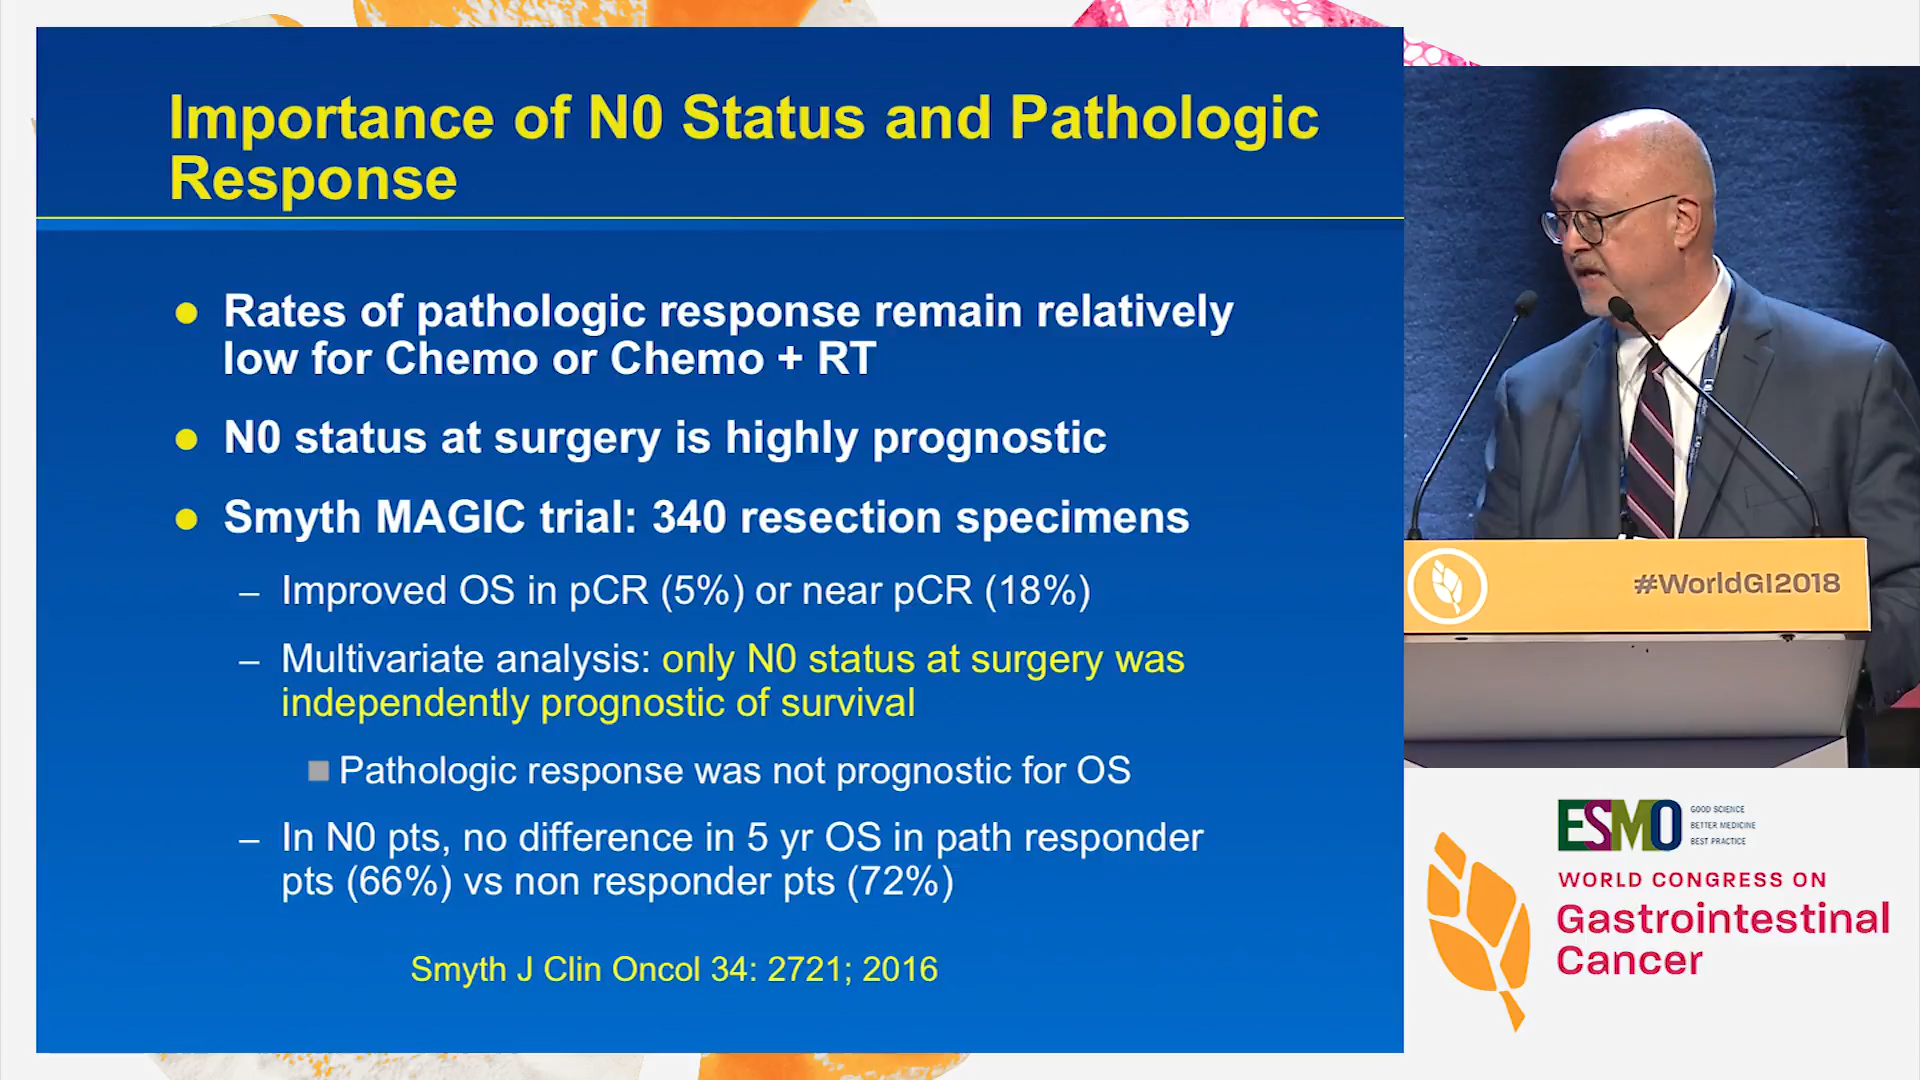 Importance of N0 Status and Pathologic
Response
● Rates of pathologic response remain relatively
low for Chemo or Chemo + RT
● N0 status at surgery is highly prognostic
● Smyth MAGIC trial: 340 resection specimens
– Improved OS in pCR (5%) or near pCR (18%)
– Multivariate analysis: only N0 status at surgery was
independently prognostic of survival
■ Pathologic response was not prognostic for OS
– In N0 pts, no difference in 5 yr OS in path responder
pts (66%) vs non responder pts (72%)
Smyth J Clin Oncol 34: 2721; 2016
#WorldGI2018
ESMO
GOOD SCIENCE
BETTER MEDICINE
BEST PRACTICE
WORLD CONGRESS ON
Gastrointestinal
Cancer